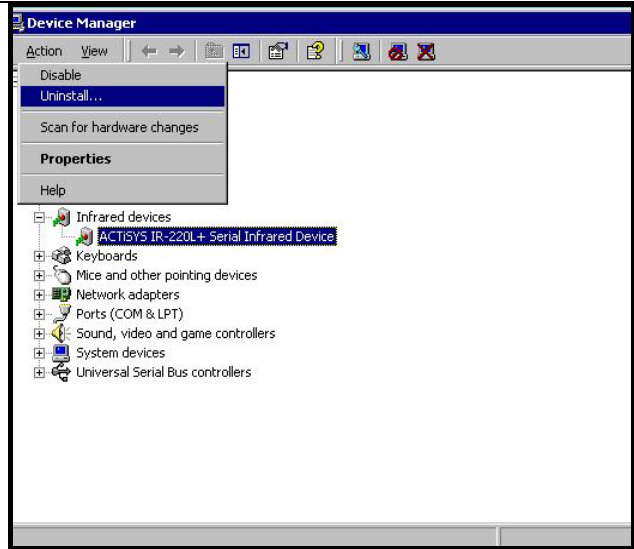 Device Manager
Action View
Disable
Uninstall...
Scan for hardware changes
Properties
Help
Infrared devices
ACTiSYS IR-220L+ Serial Infrared Device
Keyboards
Mice and other pointing devices
Network adapters
Ports (COM & LPT)
Sound, video and game controllers
System devices
Universal Serial Bus controllers